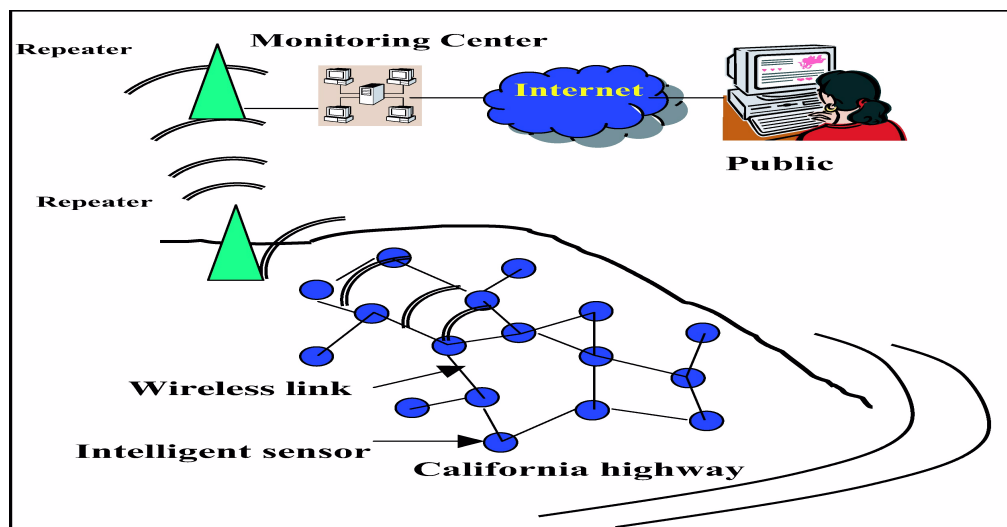 Repeater
Monitoring Center
Internet
Public
Repeater
Wireless link
Intelligent sensor
California highway